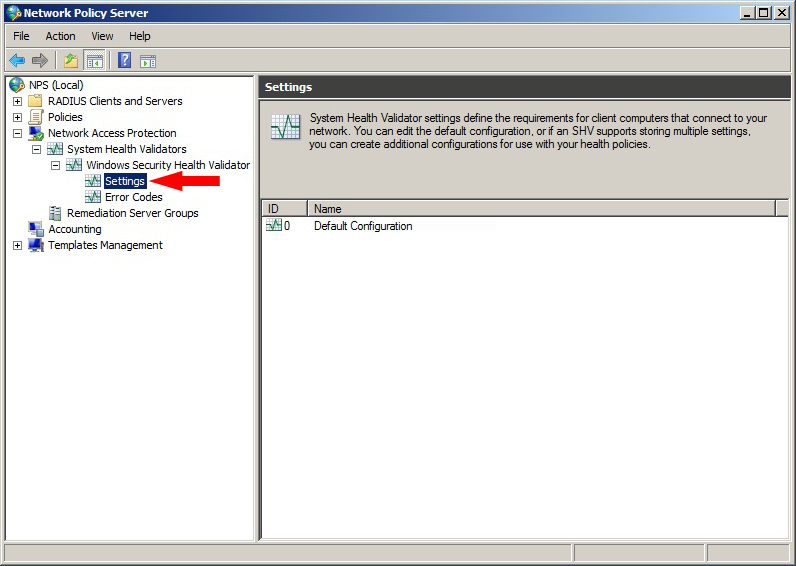 Network Policy Server
File Action View Help
NPS (Local)
RADIUS Clients and Servers
Policies
Network Access Protection
System Health Validators
Windows Security Health Validator
Settings
Error Codes
Remediation Server Groups
Accounting
Templates Management
Settings
System Health Validator settings define the requirements for client computers that connect to your
network. You can edit the default configuration, or if an SHV supports storing multiple settings,
you can create additional configurations for use with your health policies.
ID Name
0 Default Configuration